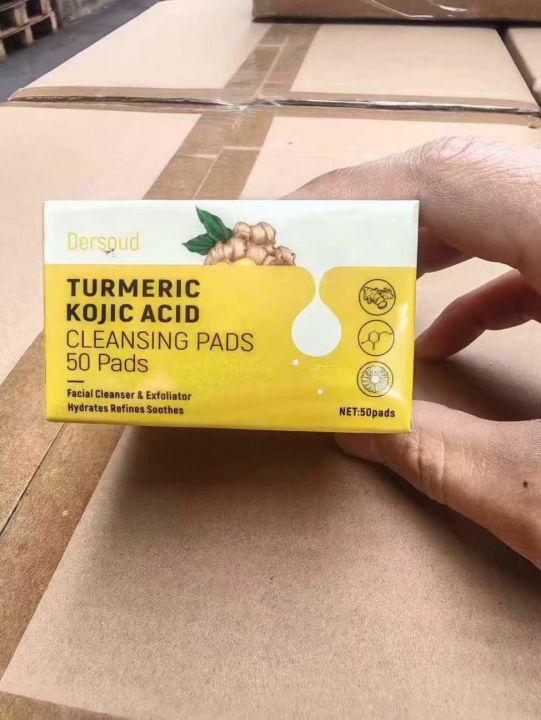 Dersoud
TURMERIC
KOJIC ACID
CLEANSING PADS
50 Pads
Facial Cleanser & Exfoliator
Hydrates Refines Soothes
NET:50pads